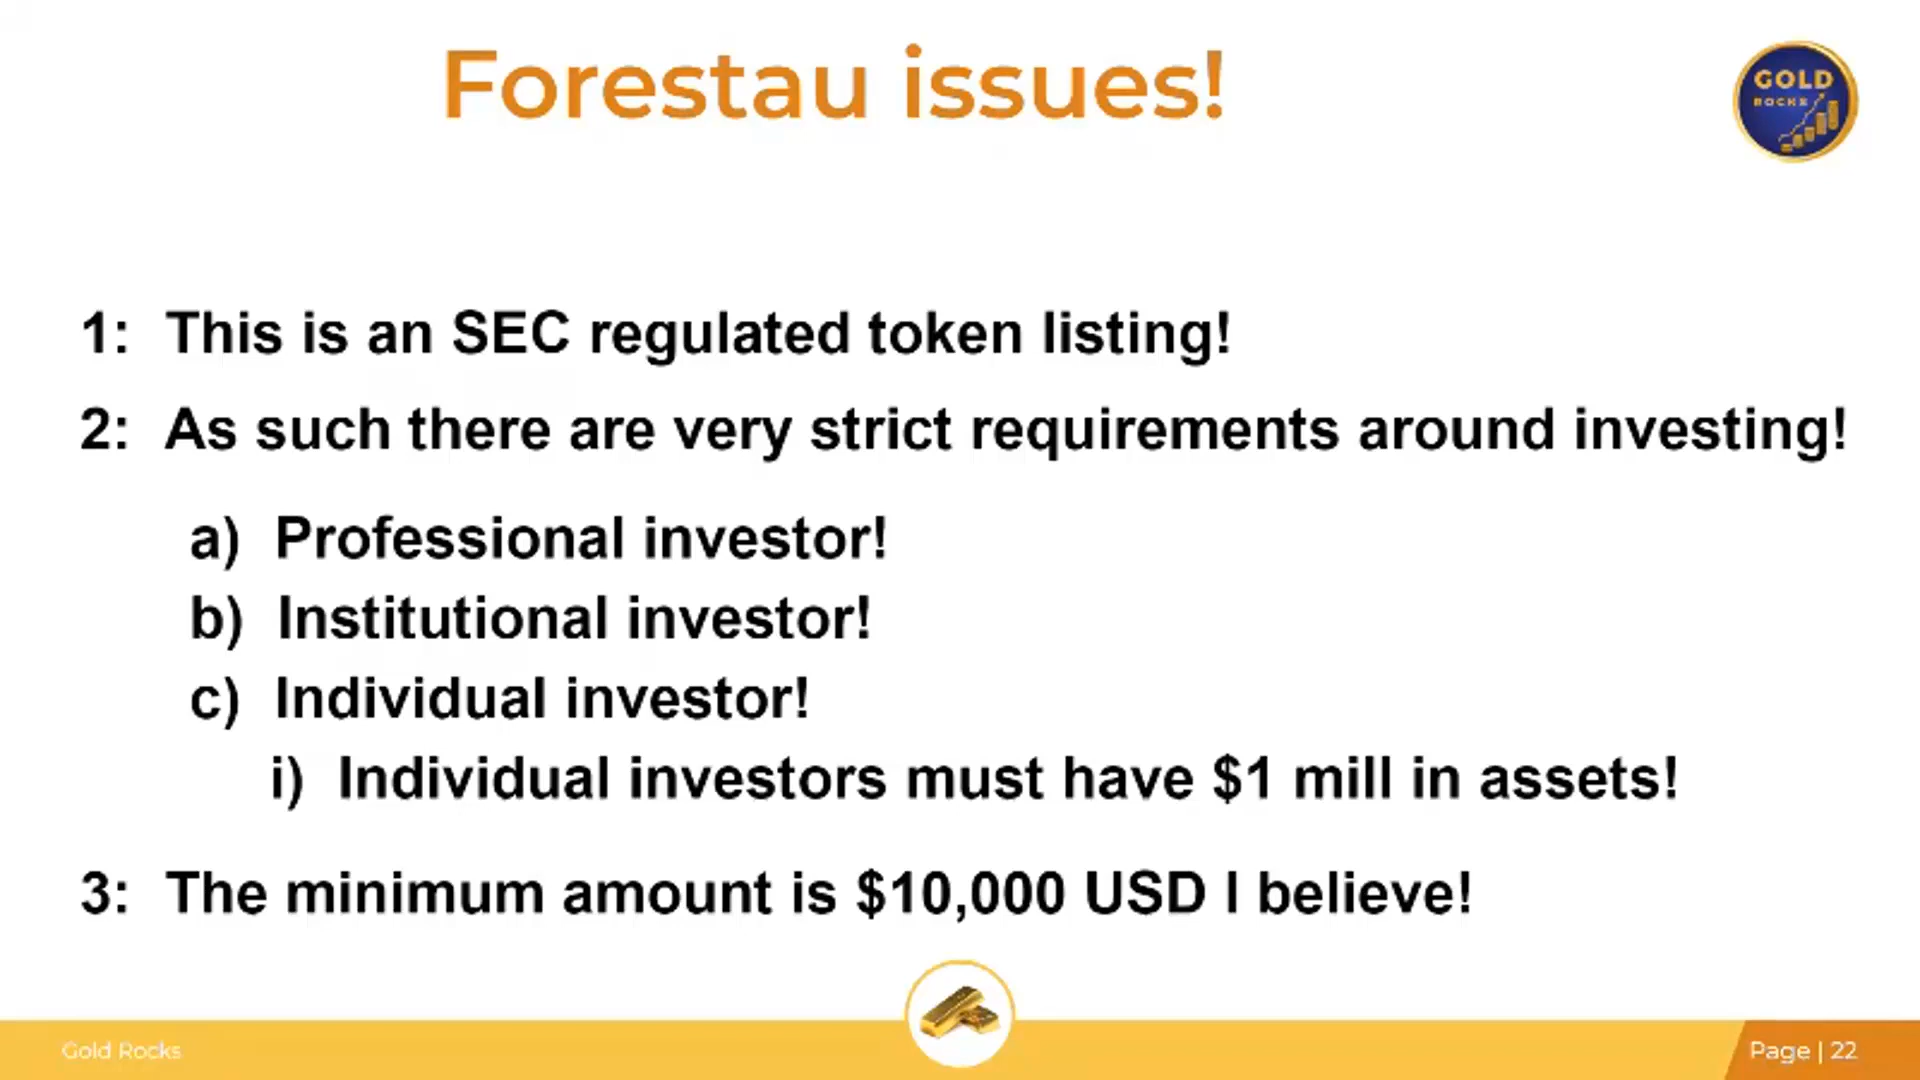 Forestau issues!
GOLD
ROCKS
1: This is an SEC regulated token listing!
2: As such there are very strict requirements around investing!
a) Professional investor!
b) Institutional investor!
c) Individual investor!
i) Individual investors must have $1 mill in assets!
3: The minimum amount is $10,000 USD I believe!
Gold Rocks
Page | 22